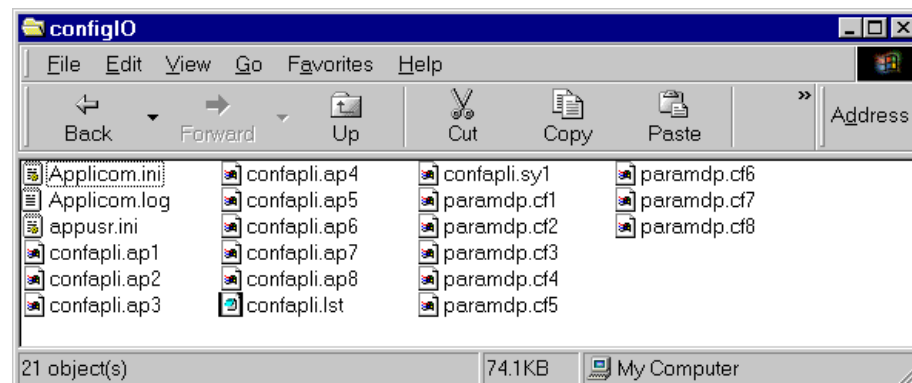 configIO
File Edit View Go Favorites Help
Back Forward Up Cut Copy Paste » Address
Applicom.ini confapli.ap4 confapli.sy1 paramdp.cf6
Applicom.log confapli.ap5 paramdp.cf1 paramdp.cf7
appusr.ini confapli.ap6 paramdp.cf2 paramdp.cf8
confapli.ap1 confapli.ap7 paramdp.cf3
confapli.ap2 confapli.ap8 paramdp.cf4
confapli.ap3 confapli.lst paramdp.cf5
21 object(s) 74.1KB My Computer